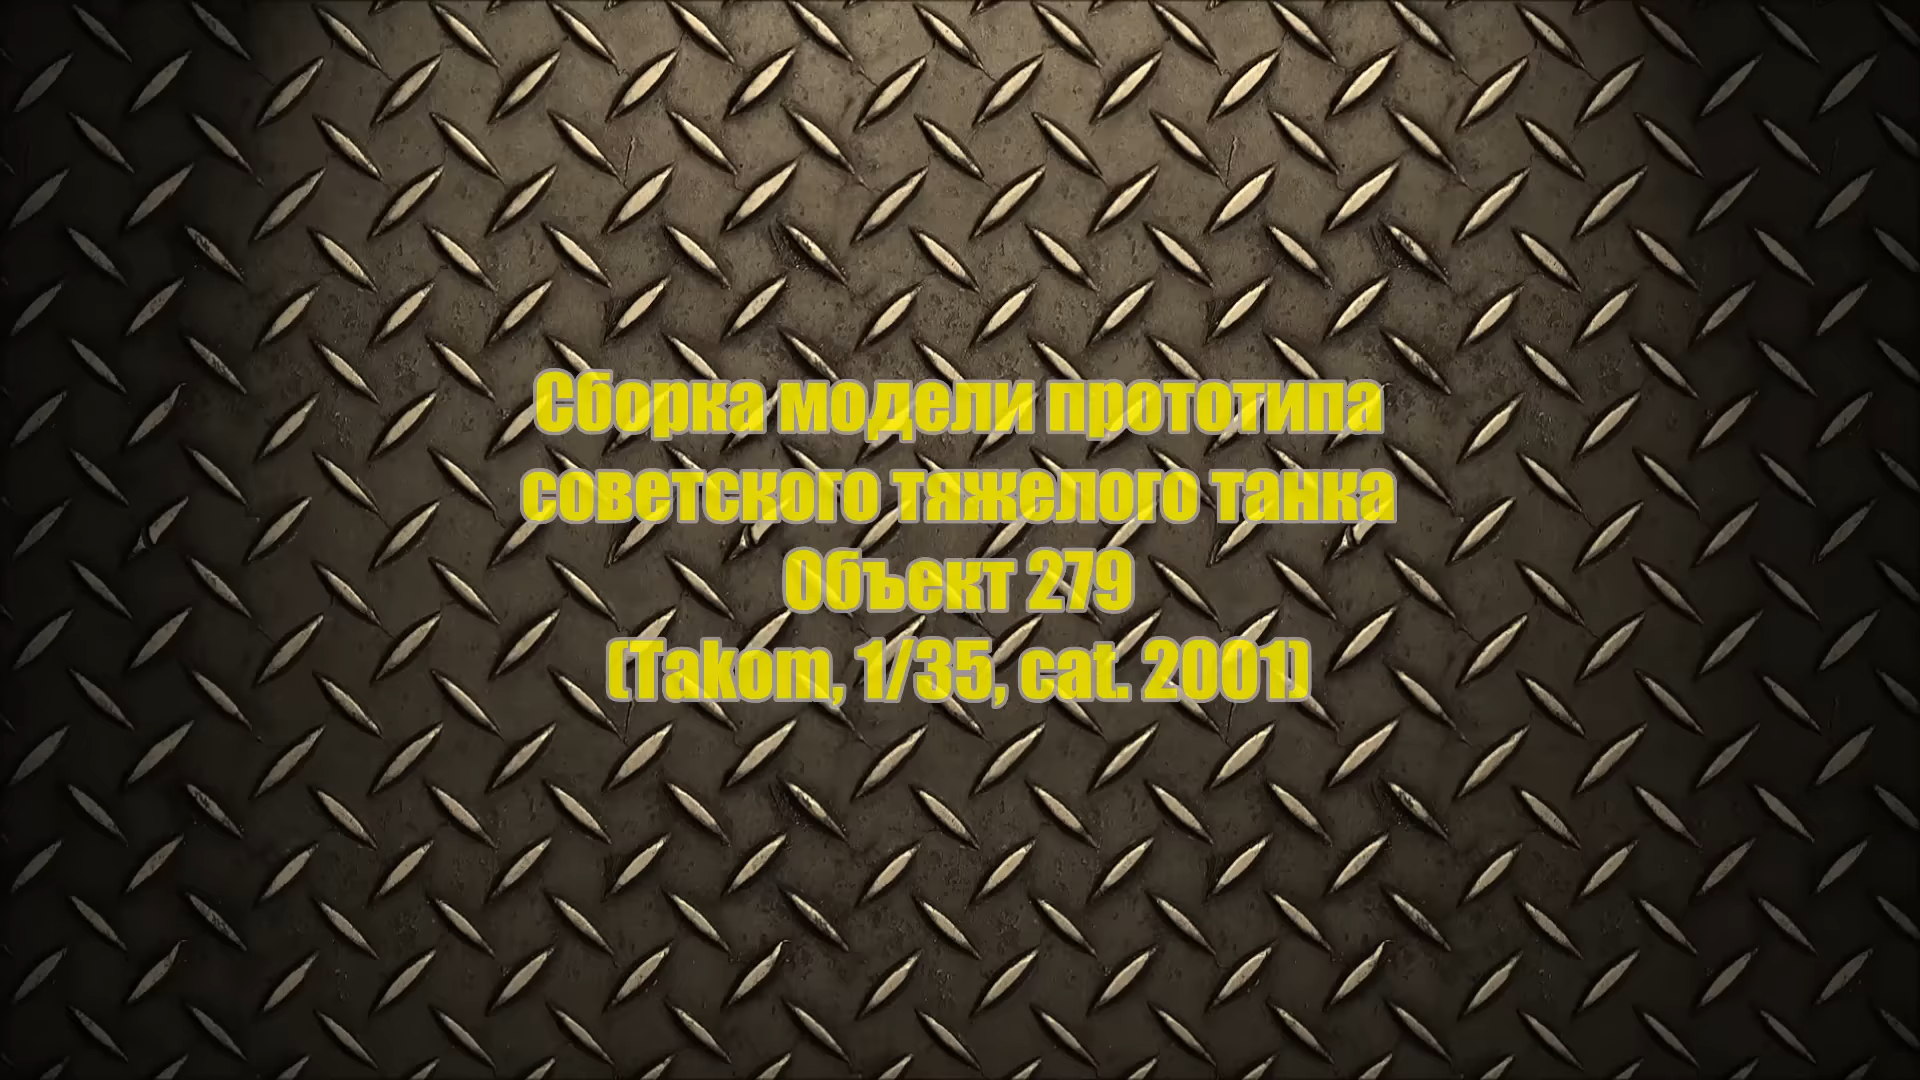 Сборка модели прототипа
советского тяжелого танка
Объект 279
(Takom, 1/35, cat. 2001)